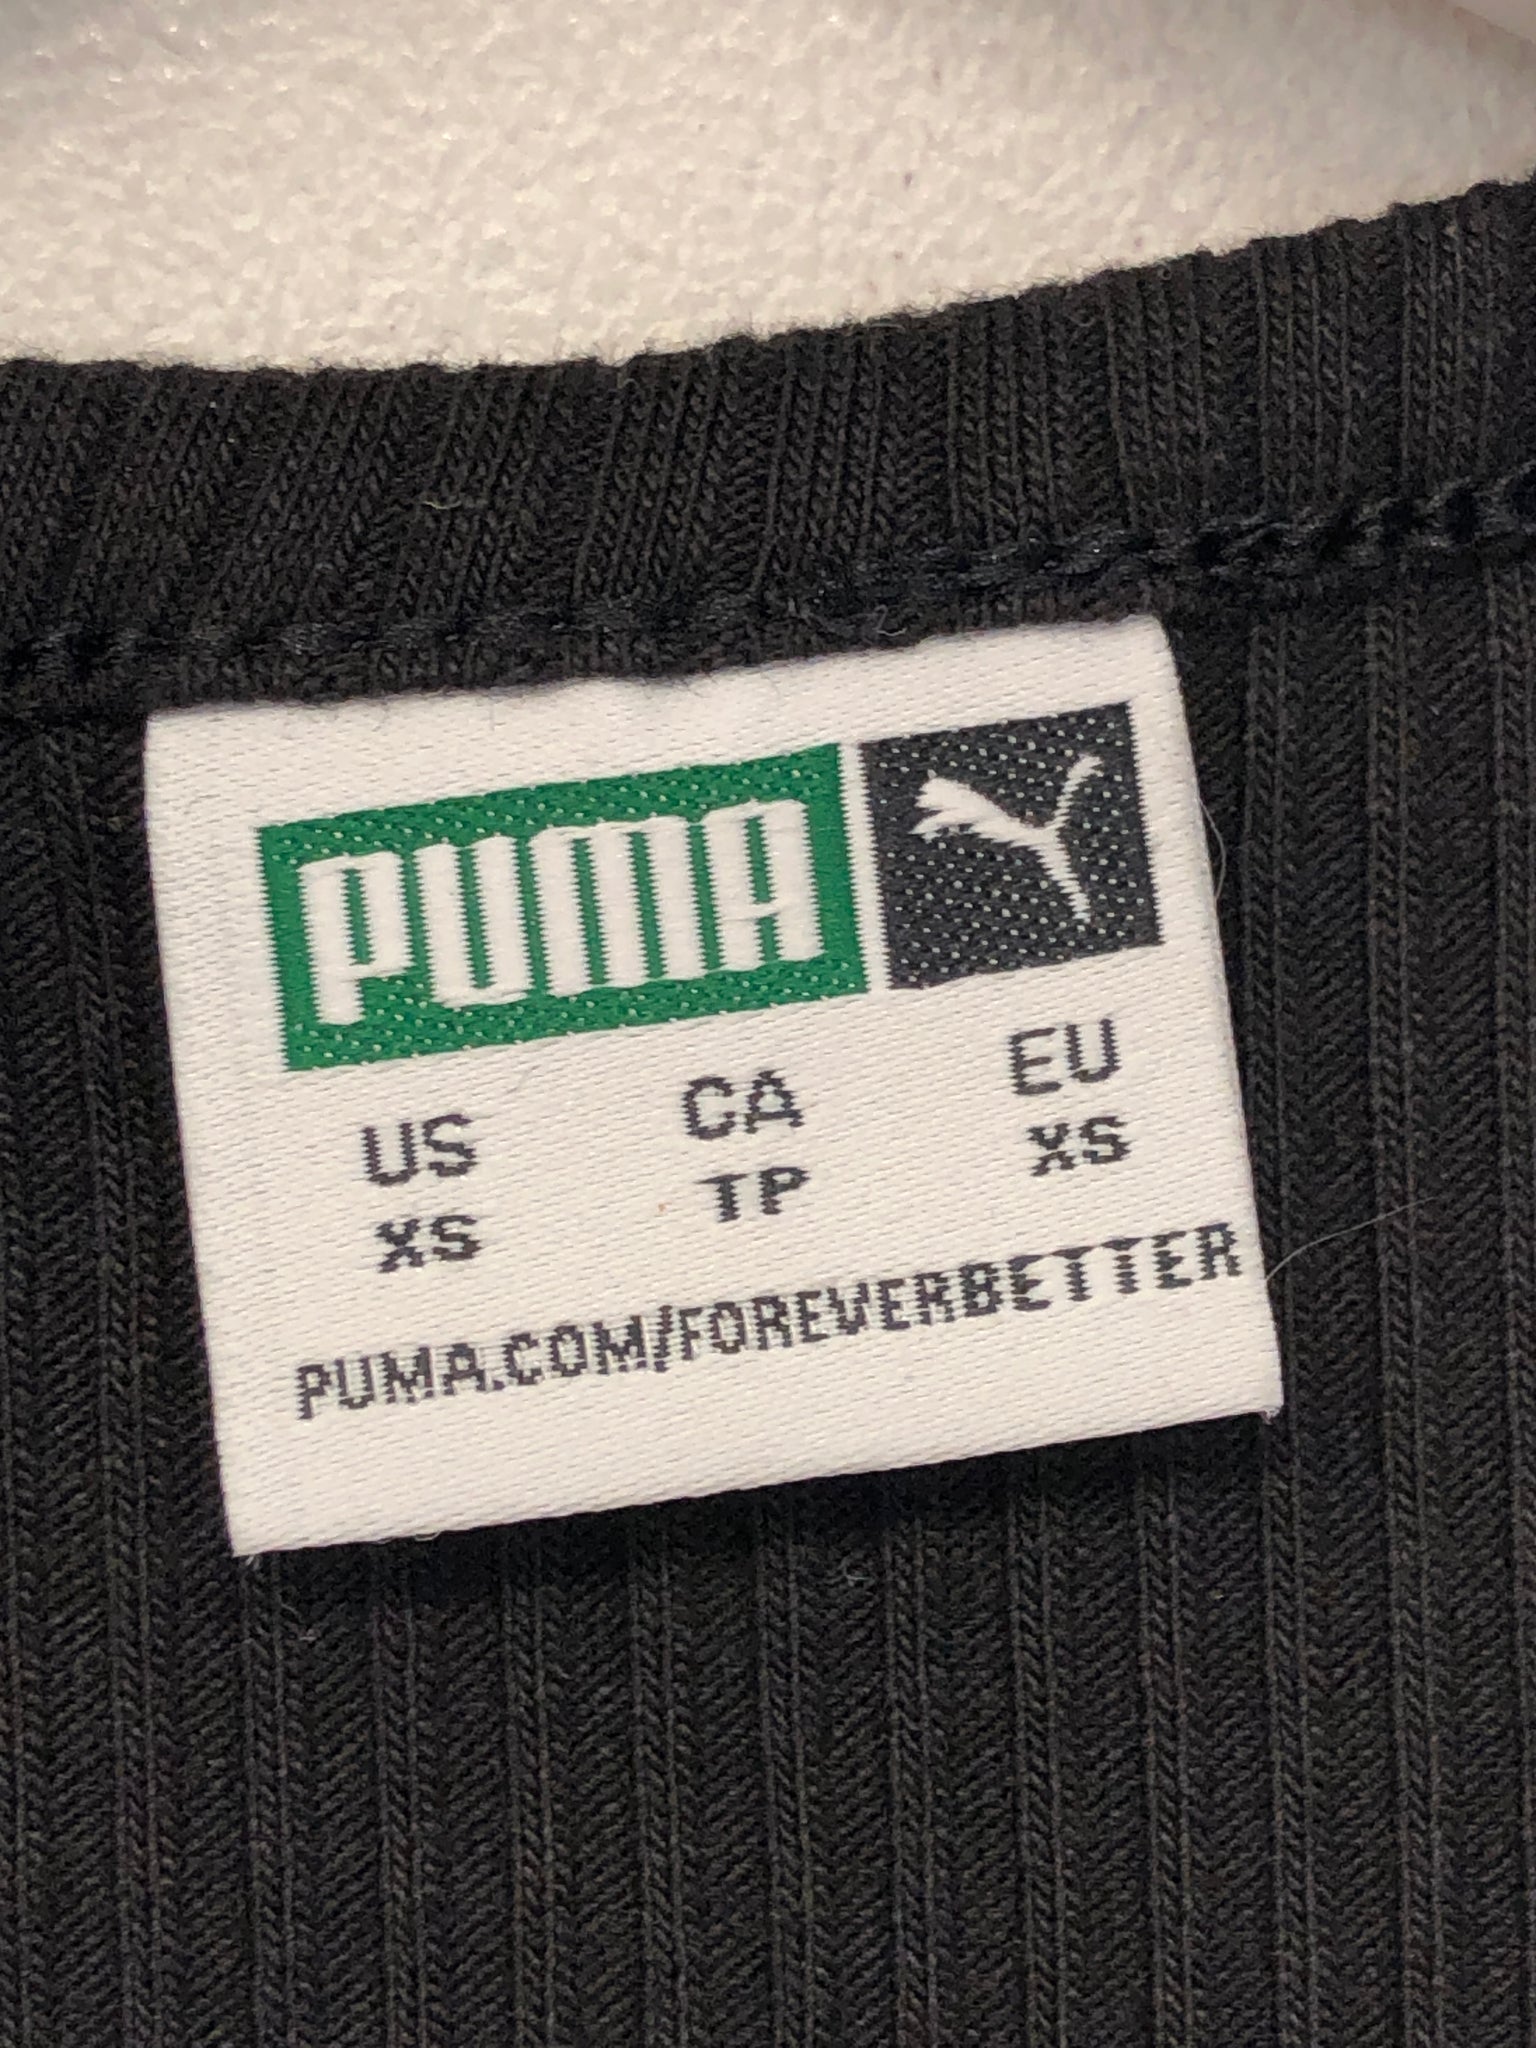 PUMA
US CA EU
XS TP XS
PUMA.COM/FOREVERBETTER